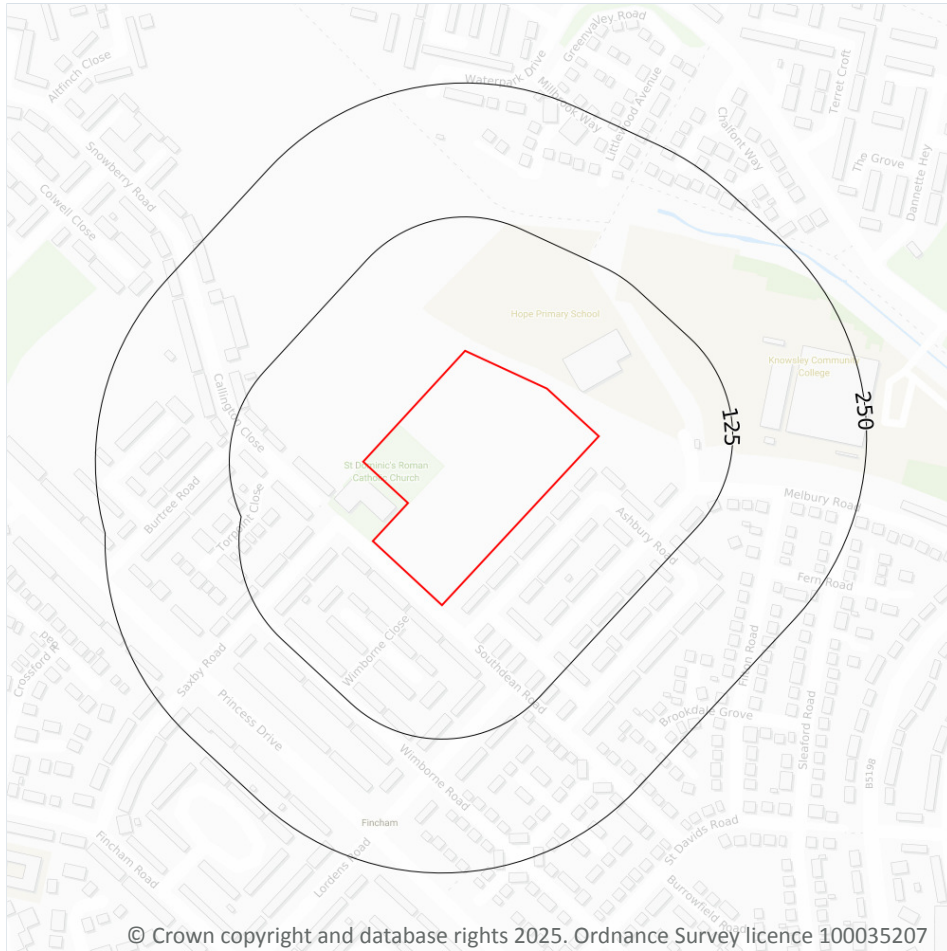 Greenvalley Road
Altfinch Close
Waterpark Drive
Millbrook Way
Littlewood Avenue
Terret Croft
Chalfont Way
The Grove
Dannette Hey
Snowberry Road
Colwell Close
Hope Primary School
Knowsley Community
College
250
125
Callington Close
St Dominic's Roman
Catholic Church
Burtree Road
Torpoint Close
Melbury Road
Ashbury Road
Fern Road
Wimborne Close
Southdean Road
Saxby Road
Princess Drive
Brookdale Grove
Sleaford Road
B5198
Wimborne Road
Fincham
St Davids Road
Fincham Road
Lordens Road
Burrowfield Road
© Crown copyright and database rights 2025. Ordnance Survey licence 100035207